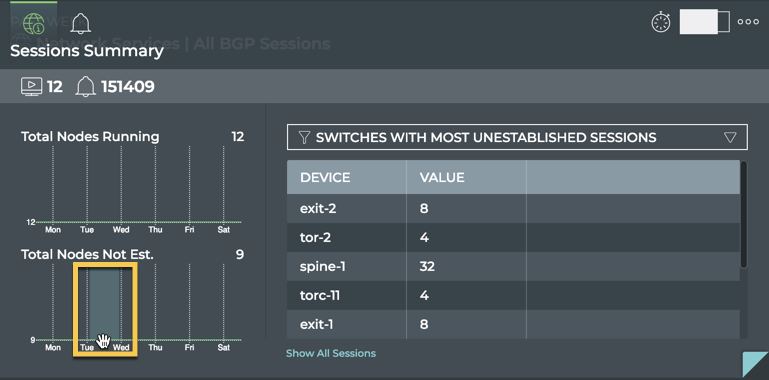 PAST WEEK
Network Services | All BGP Sessions
1
Sessions Summary
12 151409
Total Nodes Running 12
12
Mon Tue Wed Thu Fri Sat
Total Nodes Not Est. 9
9
Mon Tue Wed Thu Fri Sat
SWITCHES WITH MOST UNESTABLISHED SESSIONS
DEVICE VALUE
exit-2 8
tor-2 4
spine-1 32
torc-11 4
exit-1 8
Show All Sessions